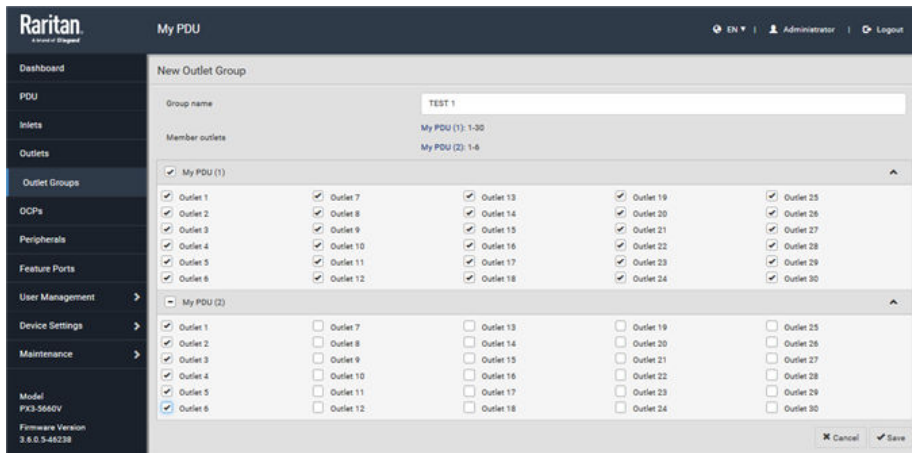 Raritan.
A brand of legrand
My PDU
EN
Administrator
Logout
Dashboard
PDU
Inlets
Outlets
Outlet Groups
OCPs
Peripherals
Feature Ports
User Management
Device Settings
Maintenance
Model
PX3-5660V
Firmware Version
3.6.0.5-46238
New Outlet Group
Group name
TEST 1
Member outlets
My PDU (1): 1-30
My PDU (2): 1-6
My PDU (1)
Outlet 1 Outlet 7 Outlet 13 Outlet 19 Outlet 25
Outlet 2 Outlet 8 Outlet 14 Outlet 20 Outlet 26
Outlet 3 Outlet 9 Outlet 15 Outlet 21 Outlet 27
Outlet 4 Outlet 10 Outlet 16 Outlet 22 Outlet 28
Outlet 5 Outlet 11 Outlet 17 Outlet 23 Outlet 29
Outlet 6 Outlet 12 Outlet 18 Outlet 24 Outlet 30
My PDU (2)
Outlet 1 Outlet 7 Outlet 13 Outlet 19 Outlet 25
Outlet 2 Outlet 8 Outlet 14 Outlet 20 Outlet 26
Outlet 3 Outlet 9 Outlet 15 Outlet 21 Outlet 27
Outlet 4 Outlet 10 Outlet 16 Outlet 22 Outlet 28
Outlet 5 Outlet 11 Outlet 17 Outlet 23 Outlet 29
Outlet 6 Outlet 12 Outlet 18 Outlet 24 Outlet 30
Cancel
Save